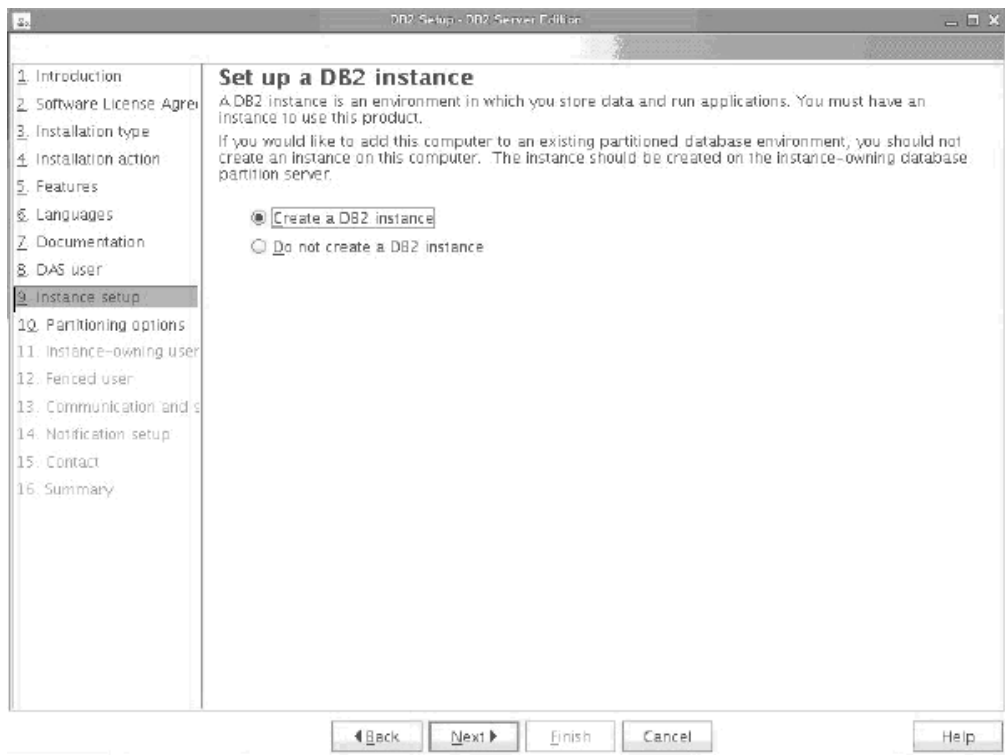 DB2 Setup - DB2 Server Edition
1. Introduction
2. Software License Agre
3. Installation type
4. Installation action
5. Features
6. Languages
7. Documentation
8. DAS user
9. Instance setup
10. Partitioning options
11. Instance-owning user
12. Fenced user
13. Communication and s
14. Notification setup
15. Contact
16. Summary
Set up a DB2 instance
A DB2 instance is an environment in which you store data and run applications. You must have an
instance to use this product.
If you would like to add this computer to an existing partitioned database environment, you should not
create an instance on this computer. The instance should be created on the instance-owning database
partition server.
Create a DB2 instance
Do not create a DB2 instance
Back
Next
Finish
Cancel
Help